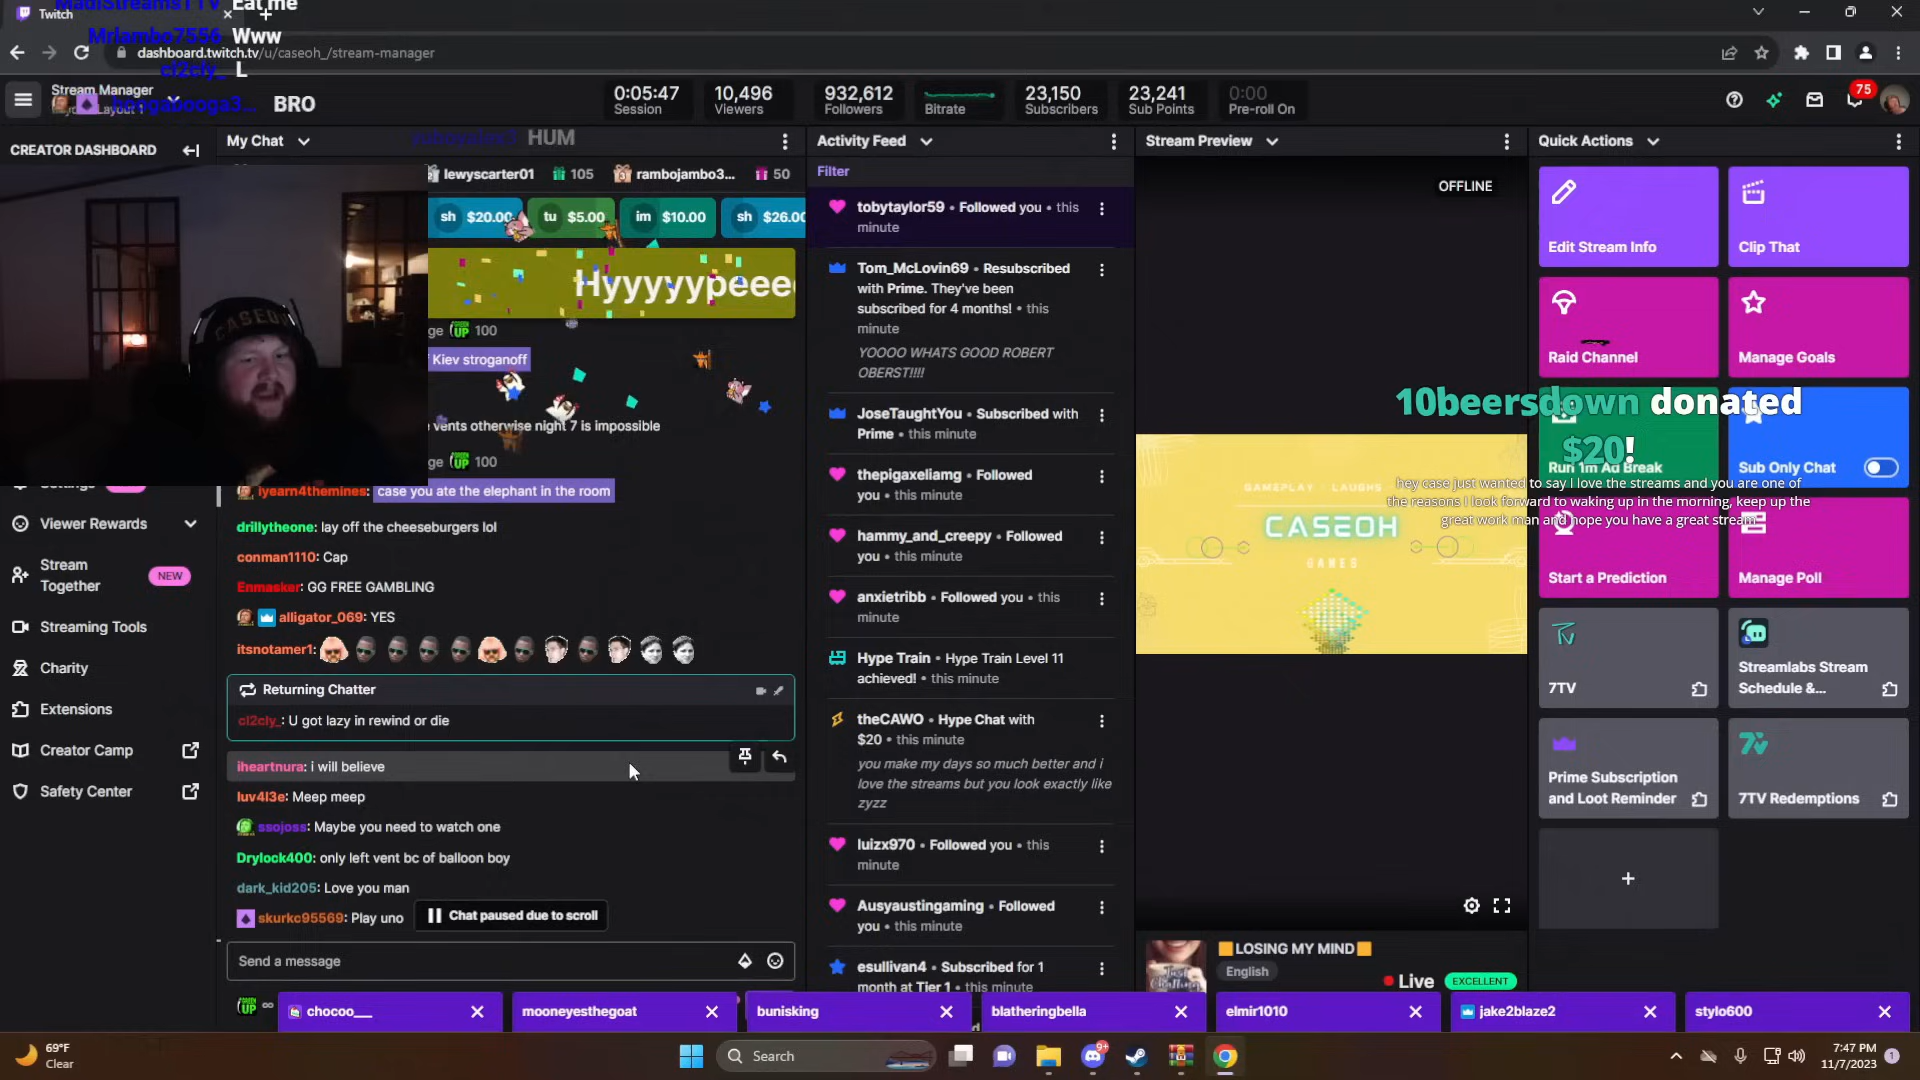 Twitch
MadiStreamsTTV Eat me
Mrlambo7556 Www
dashboard.twitch.tv/u/caseoh_/stream-manager
cl2cly_ L
Stream Manager
BRO
0:05:47
Session
10,496
Viewers
932,612
Followers
Bitrate
23,150
Subscribers
23,241
Sub Points
0:00
Pre-roll On
75
CREATOR DASHBOARD
Viewer Rewards
Stream
Together
NEW
Streaming Tools
Charity
Extensions
Creator Camp
Safety Center
My Chat
HUM
lewyscarter01 105 rambojambo3... 50
sh $20.00 tu $5.00 im $10.00 sh $26.00
Hyyyyypeee
ge 100
Kiev stroganoff
vents otherwise night 7 is impossible
ge 100
iyearn4themines: case you ate the elephant in the room
drillytheone: lay off the cheeseburgers lol
conman1110: Cap
Enmasker: GG FREE GAMBLING
alligator_069: YES
itsnotamer1:
Returning Chatter
cl2cly_: U got lazy in rewind or die
iheartnura: i will believe
luv4l3e: Meep meep
ssojoss: Maybe you need to watch one
Drylock400: only left vent bc of balloon boy
dark_kid205: Love you man
skurkc95569: Play uno
Chat paused due to scroll
Send a message
Activity Feed
Filter
tobytaylor59 • Followed you • this
minute
Tom_McLovin69 • Resubscribed
with Prime. They've been
subscribed for 4 months! • this
minute
YOOOO WHATS GOOD ROBERT
OBERST!!!!
JoseTaughtYou • Subscribed with
Prime • this minute
thepigaxeliamg • Followed
you • this minute
hammy_and_creepy • Followed
you • this minute
anxietribb • Followed you • this
minute
Hype Train • Hype Train Level 11
achieved! • this minute
theCAWO • Hype Chat with
$20 • this minute
you make my days so much better and i
love the streams but you look exactly like
zyzz
luizx970 • Followed you • this
minute
Ausyaustingaming • Followed
you • this minute
esullivan4 • Subscribed for 1
month at Tier 1 • this minute
Stream Preview
OFFLINE
GAMEPLAY · LAUGHS
CASEOH
GAMES
LOSING MY MIND
English
Live
EXCELLENT
Quick Actions
Edit Stream Info
Clip That
Raid Channel
Manage Goals
10beersdown donated
$20!
Run 1m Ad Break
Sub Only Chat
hey case just wanted to say I love the streams and you are one of
the reasons I look forward to waking up in the morning, keep up the
great work man and hope you have a great stream
Start a Prediction
Manage Poll
7TV
Streamlabs Stream
Schedule &...
Prime Subscription
and Loot Reminder
7TV Redemptions
chocoo___
mooneyesthegoat
bunisking
blatheringbella
elmir1010
jake2blaze2
stylo600
69°F
Clear
Search
9+
7:47 PM
11/7/2023
1